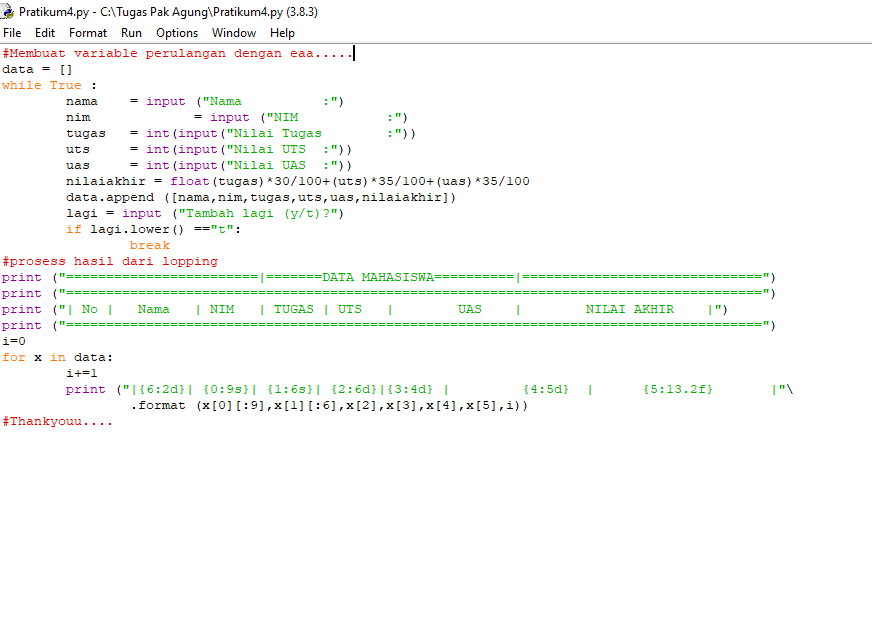 Pratikum4.py - C:\Tugas Pak Agung\Pratikum4.py (3.8.3)
File Edit Format Run Options Window Help
#Membuat variable perulangan dengan eaa.....
data = []
while True :
        nama    = input ("Nama          :")
        nim             = input ("NIM           :")
        tugas   = int(input("Nilai Tugas        :"))
        uts     = int(input("Nilai UTS  :"))
        uas     = int(input("Nilai UAS  :"))
        nilaiakhir = float(tugas)*30/100+(uts)*35/100+(uas)*35/100
        data.append ([nama,nim,tugas,uts,uas,nilaiakhir])
        lagi = input ("Tambah lagi (y/t)?")
        if lagi.lower() =="t":
                break
#prosess hasil dari lopping
print ("========================|=======DATA MAHASISWA==========|==============================")
print ("=======================================================================================")
print ("| No |   Nama   | NIM   | TUGAS | UTS   |        UAS    |        NILAI AKHIR    |")
print ("=======================================================================================")
i=0
for x in data:
        i+=1
        print ("|{6:2d}| {0:9s}| {1:6s}| {2:6d}|{3:4d} |         {4:5d}  |      {5:13.2f}       |"\
                .format (x[0][:9],x[1][:6],x[2],x[3],x[4],x[5],i))
#Thankyouu....